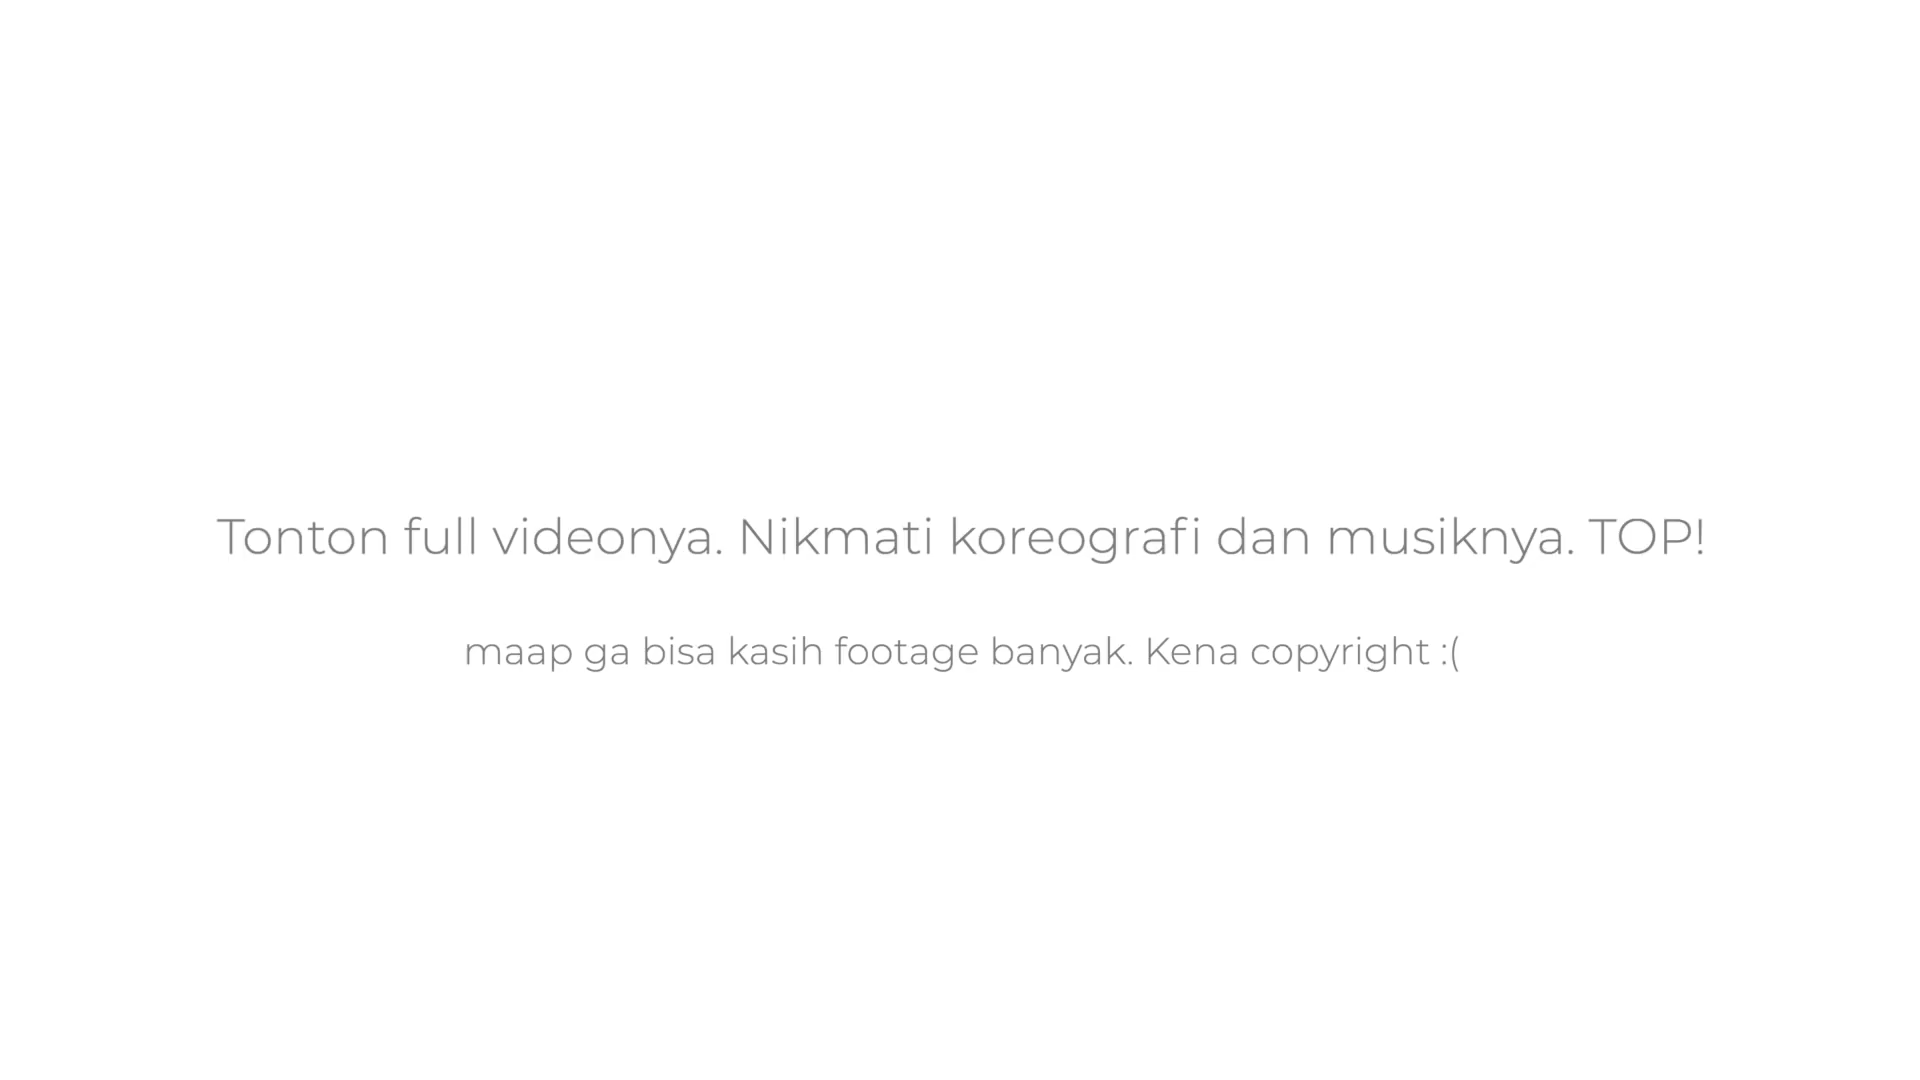 Tonton full videonya. Nikmati koreografi dan musiknya. TOP!
maap ga bisa kasih footage banyak. Kena copyright :(